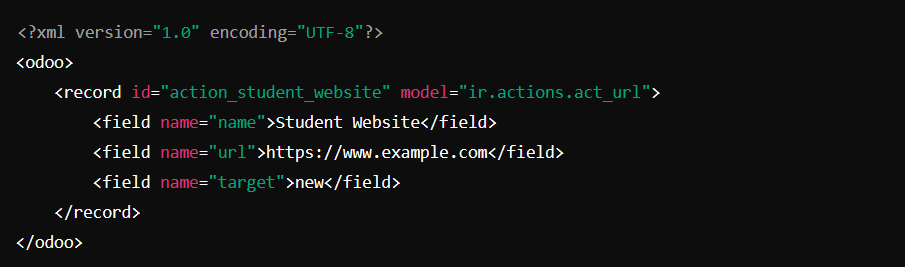 <?xml version="1.0" encoding="UTF-8"?>
<odoo>
    <record id="action_student_website" model="ir.actions.act_url">
        <field name="name">Student Website</field>
        <field name="url">https://www.example.com</field>
        <field name="target">new</field>
    </record>
</odoo>